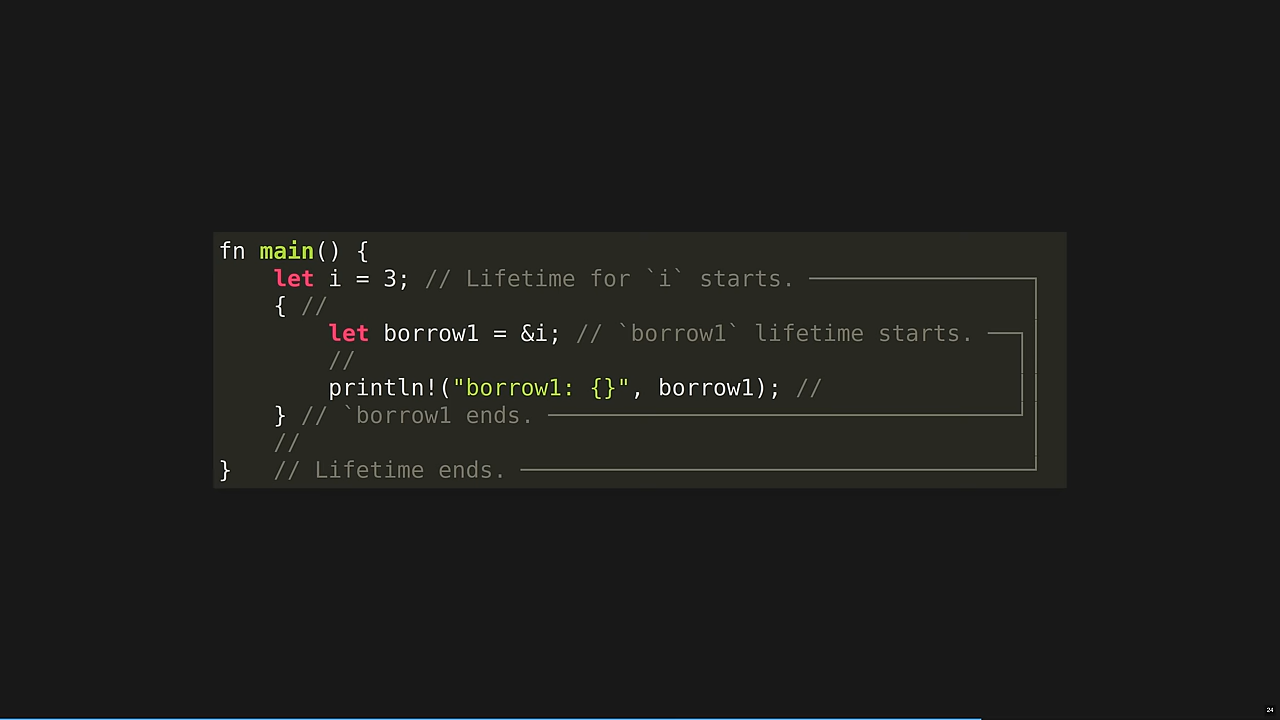 fn main() {
    let i = 3; // Lifetime for `i` starts. ────────────────┐
    { //                                                   │
        let borrow1 = &i; // `borrow1` lifetime starts. ──┐│
        //                                                ││
        println!("borrow1: {}", borrow1); //              ││
    } // `borrow1 ends. ──────────────────────────────────┘│
    //                                                     │
}   // Lifetime ends. ─────────────────────────────────────┘
24